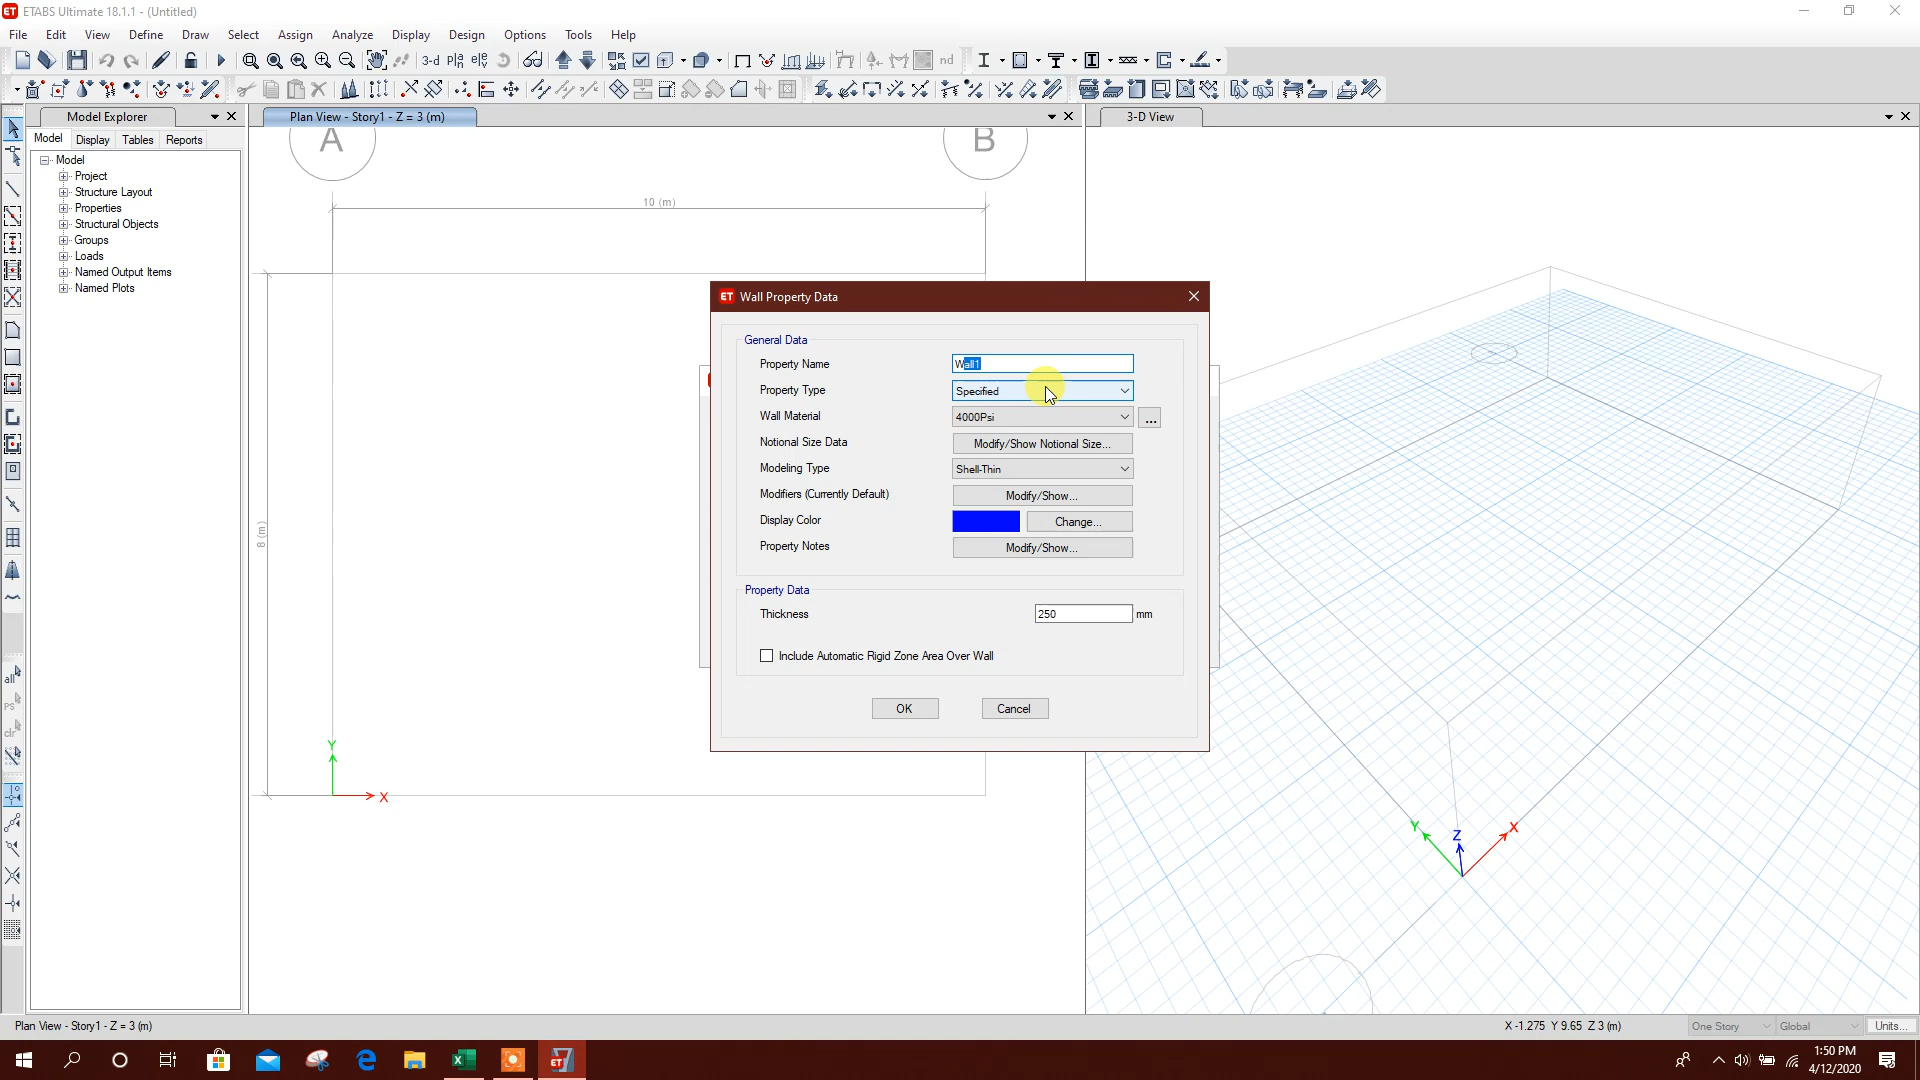 ETABS Ultimate 18.1.1 - (Untitled)
File Edit View Define Draw Select Assign Analyze Display Design Options Tools Help
3-d nd
Model Explorer
Plan View - Story1 - Z = 3 (m)
3-D View
Model Display Tables Reports
Model
Project
Structure Layout
Properties
Structural Objects
Groups
Loads
Named Output Items
Named Plots
A
B
10 (m)
8 (m)
Y
X
Wall Property Data
General Data
Property Name Wall1
Property Type Specified
Wall Material 4000Psi ...
Notional Size Data Modify/Show Notional Size...
Modeling Type Shell-Thin
Modifiers (Currently Default) Modify/Show...
Display Color Change...
Property Notes Modify/Show...
Property Data
Thickness 250 mm
Include Automatic Rigid Zone Area Over Wall
OK Cancel
Y Z X
all
ps
clr
Plan View - Story1 - Z = 3 (m)
X -1.275 Y 9.65 Z 3 (m)
One Story Global Units...
1:50 PM
4/12/2020